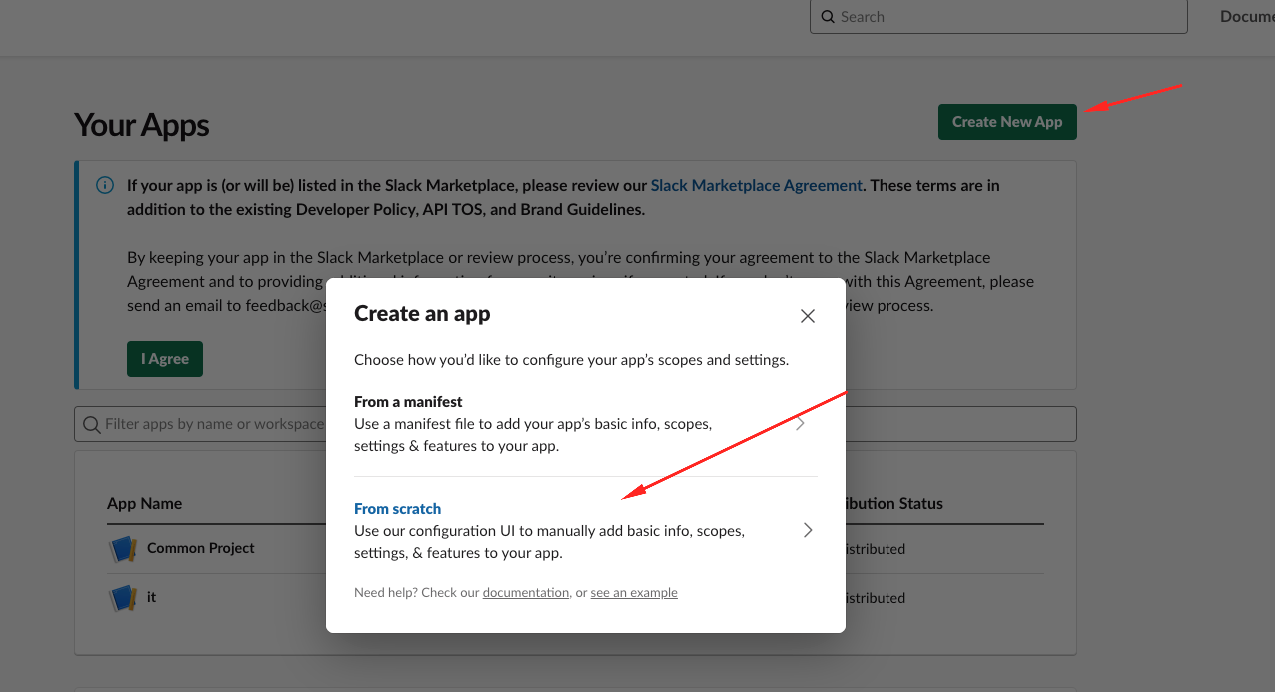 Search
Docume
Your Apps
Create New App
If your app is (or will be) listed in the Slack Marketplace, please review our Slack Marketplace Agreement. These terms are in
addition to the existing Developer Policy, API TOS, and Brand Guidelines.
By keeping your app in the Slack Marketplace or review process, you're confirming your agreement to the Slack Marketplace
Agreement and to providing
with this Agreement, please
send an email to feedback@s
view process.
I Agree
Create an app
Choose how you'd like to configure your app's scopes and settings.
From a manifest
Use a manifest file to add your app's basic info, scopes,
settings & features to your app.
From scratch
Use our configuration UI to manually add basic info, scopes,
settings, & features to your app.
Need help? Check our documentation, or see an example
Filter apps by name or workspace
App Name
ibution Status
Common Project
istributed
it
istributed